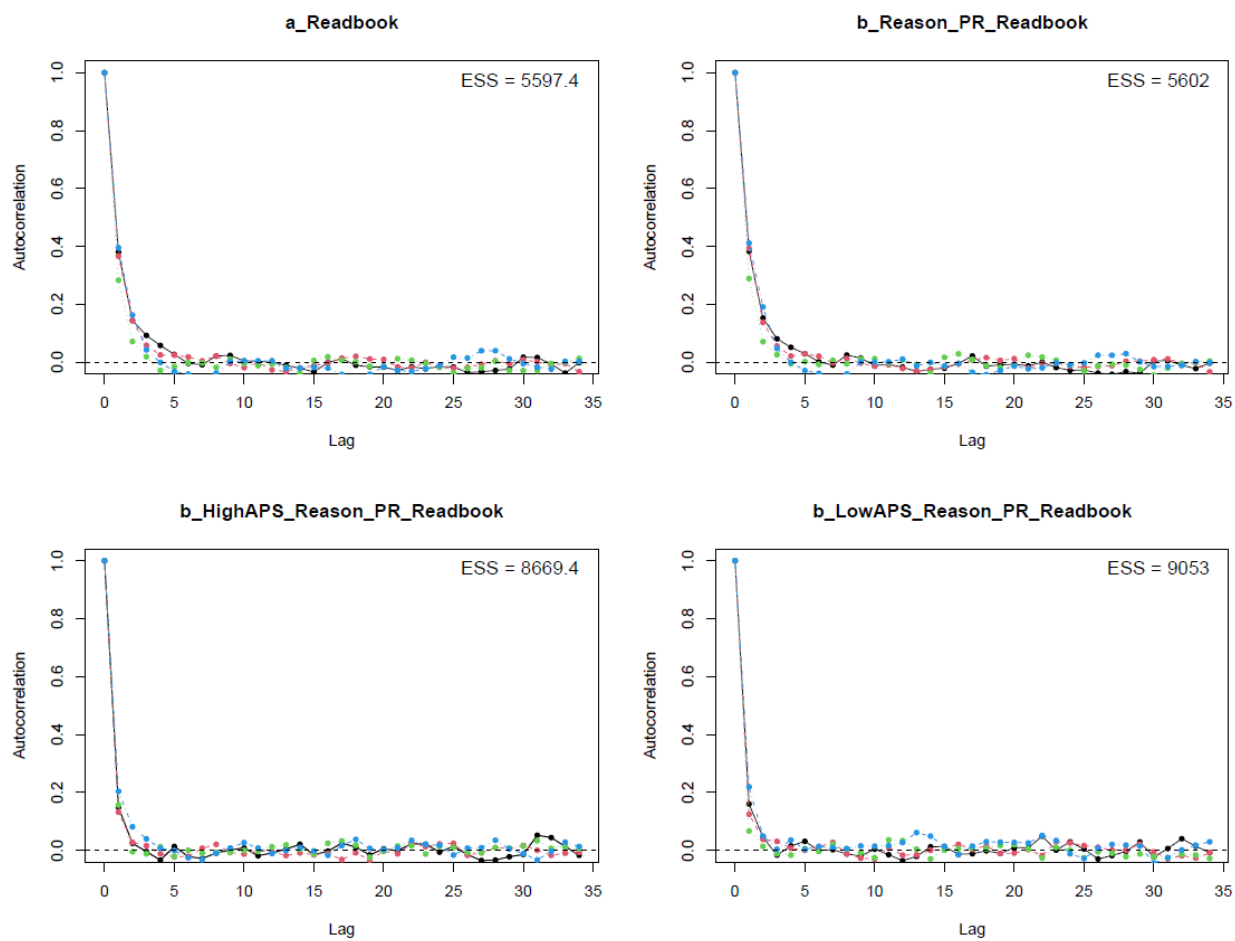 a_Readbook
ESS = 5597.4
Autocorrelation
1.0
0.8
0.6
0.4
0.2
0.0
0 5 10 15 20 25 30 35
Lag
b_Reason_PR_Readbook
ESS = 5602
Autocorrelation
1.0
0.8
0.6
0.4
0.2
0.0
0 5 10 15 20 25 30 35
Lag
b_HighAPS_Reason_PR_Readbook
ESS = 8669.4
Autocorrelation
1.0
0.8
0.6
0.4
0.2
0.0
0 5 10 15 20 25 30 35
Lag
b_LowAPS_Reason_PR_Readbook
ESS = 9053
Autocorrelation
1.0
0.8
0.6
0.4
0.2
0.0
0 5 10 15 20 25 30 35
Lag